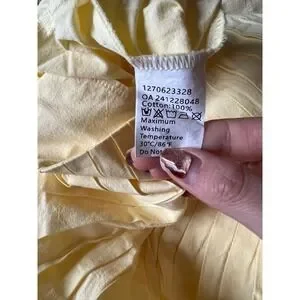 1270623328
OA 241228048
Cotton:100%
Maximum
Washing
Temperature
30°C/86°F
Do Not